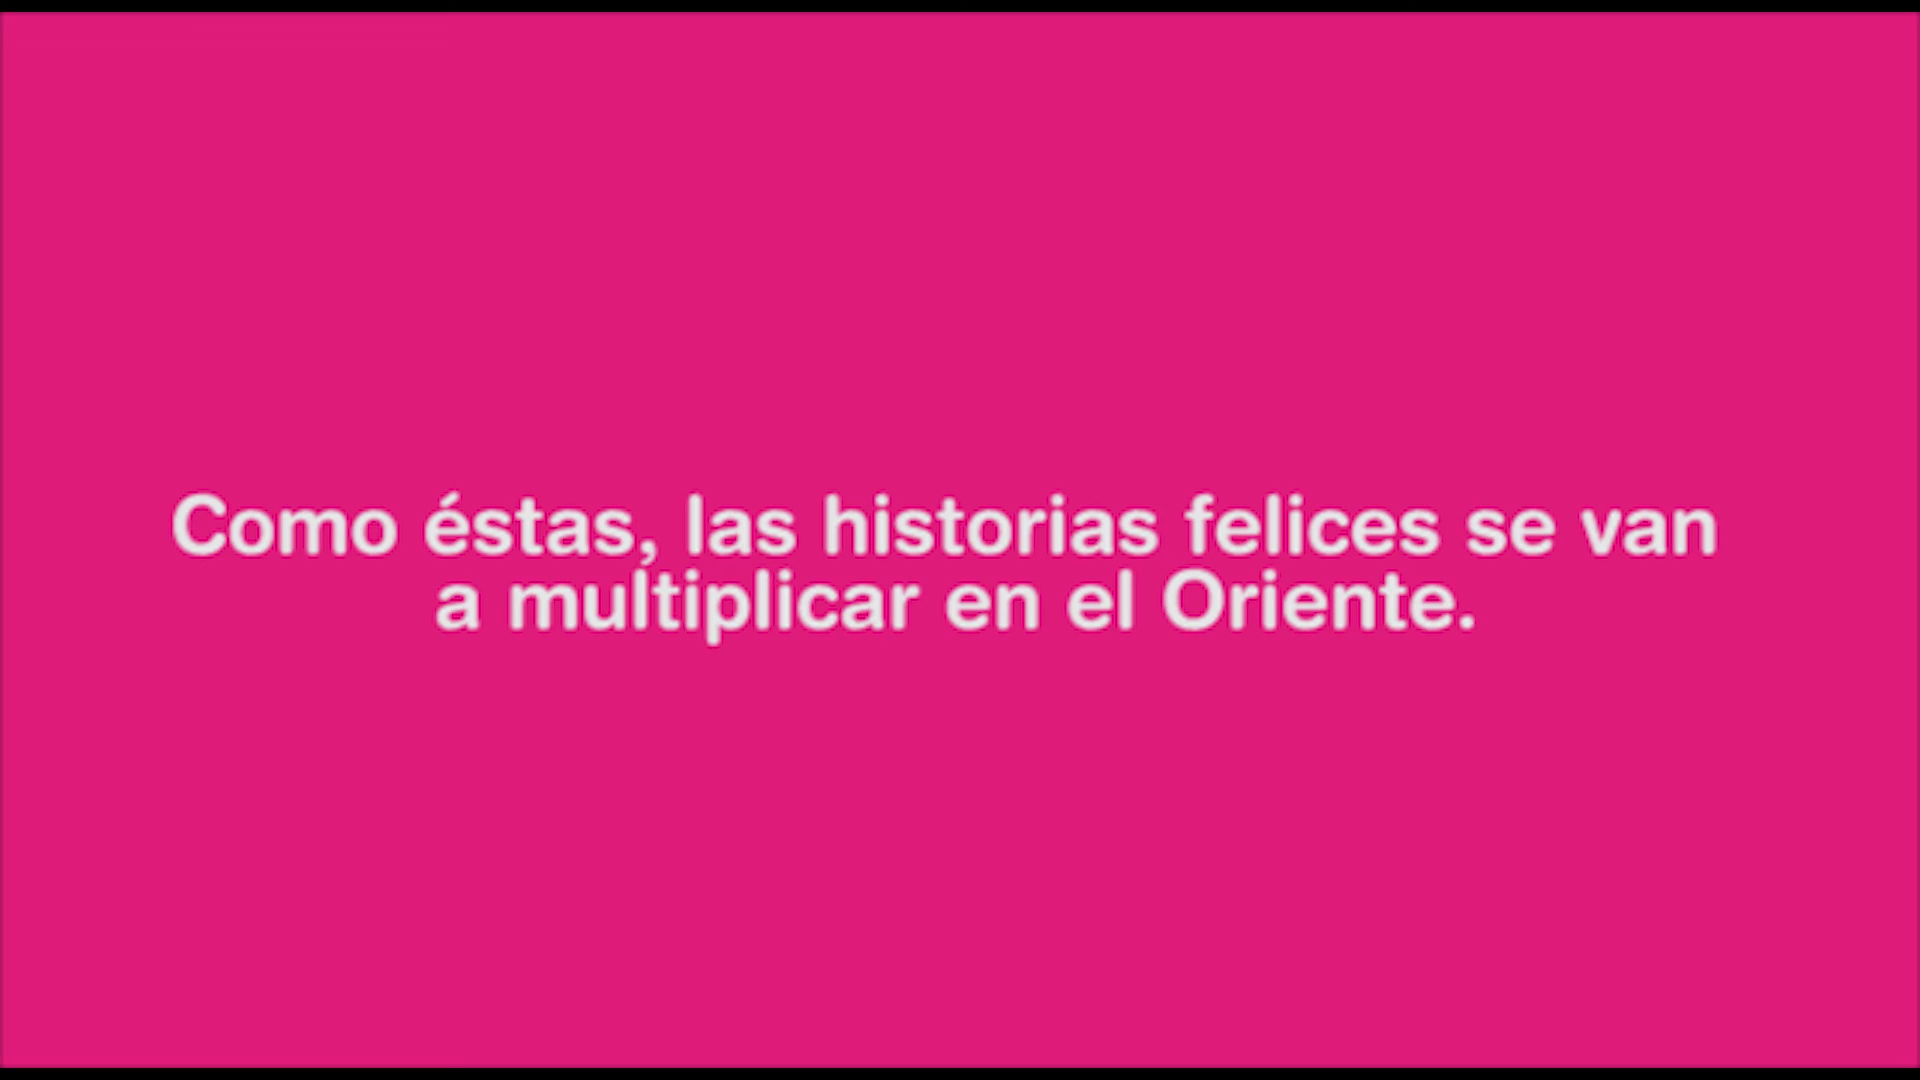 Como éstas, las historias felices se van
a multiplicar en el Oriente.